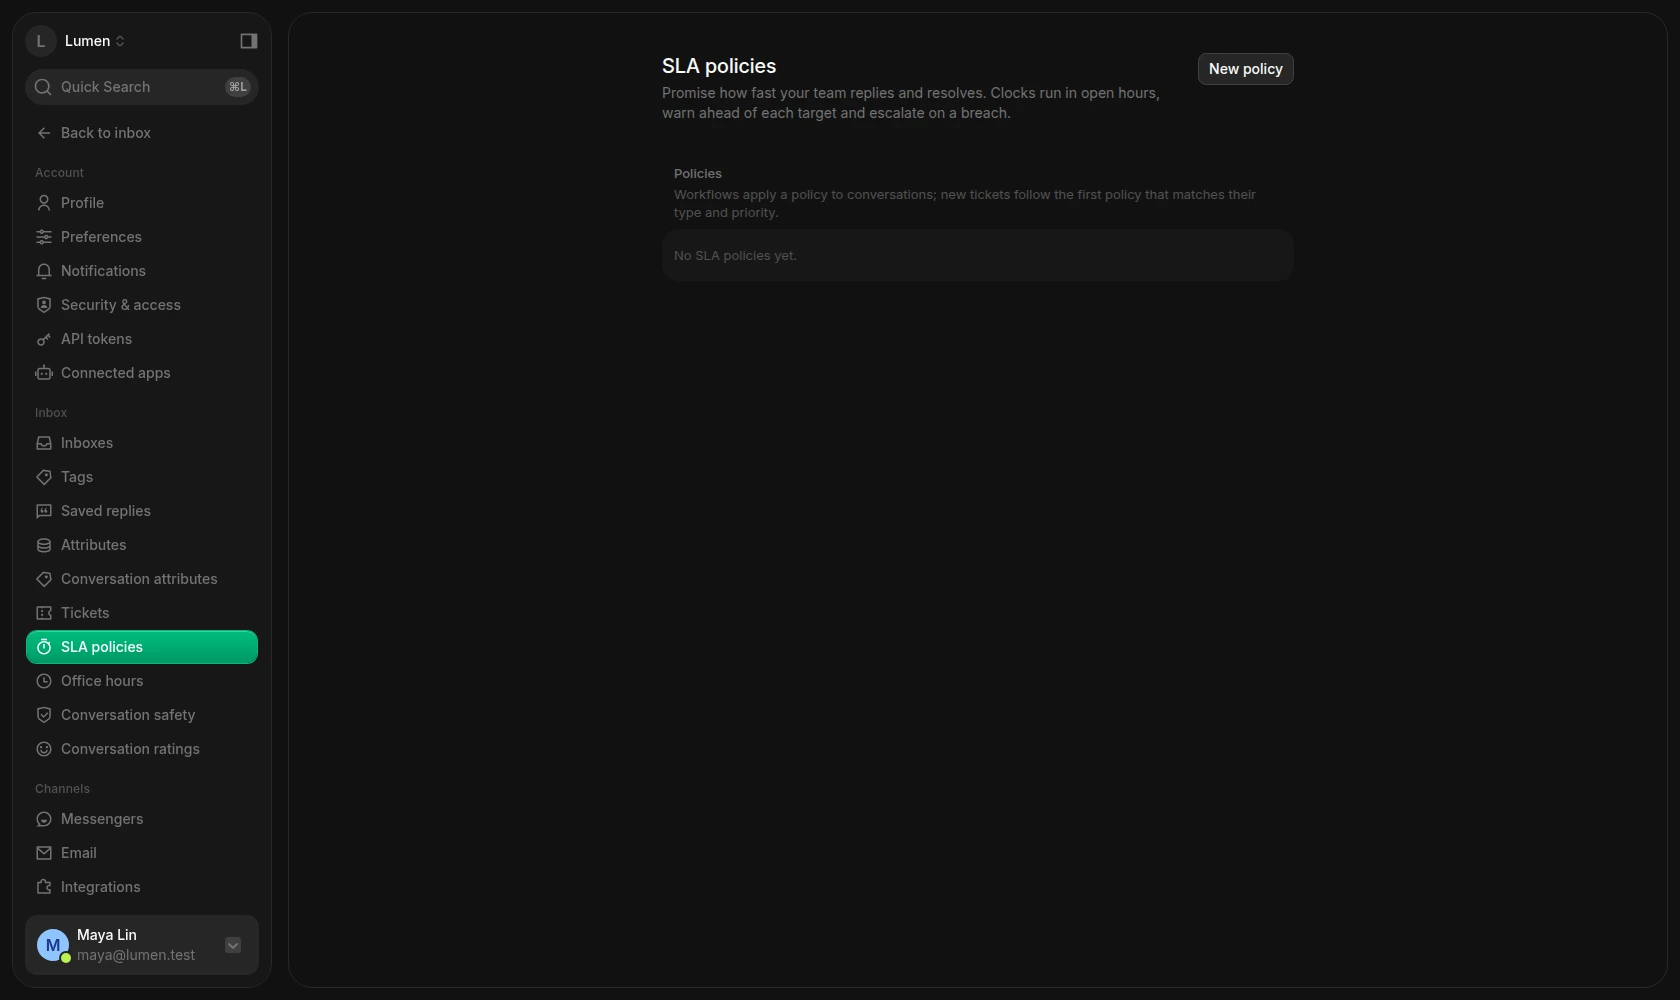 L
Lumen
Quick Search
⌘L
Back to inbox
Account
Profile
Preferences
Notifications
Security & access
API tokens
Connected apps
Inbox
Inboxes
Tags
Saved replies
Attributes
Conversation attributes
Tickets
SLA policies
Office hours
Conversation safety
Conversation ratings
Channels
Messengers
Email
Integrations
M
Maya Lin
maya@lumen.test
SLA policies
New policy
Promise how fast your team replies and resolves. Clocks run in open hours,
warn ahead of each target and escalate on a breach.
Policies
Workflows apply a policy to conversations; new tickets follow the first policy that matches their
type and priority.
No SLA policies yet.